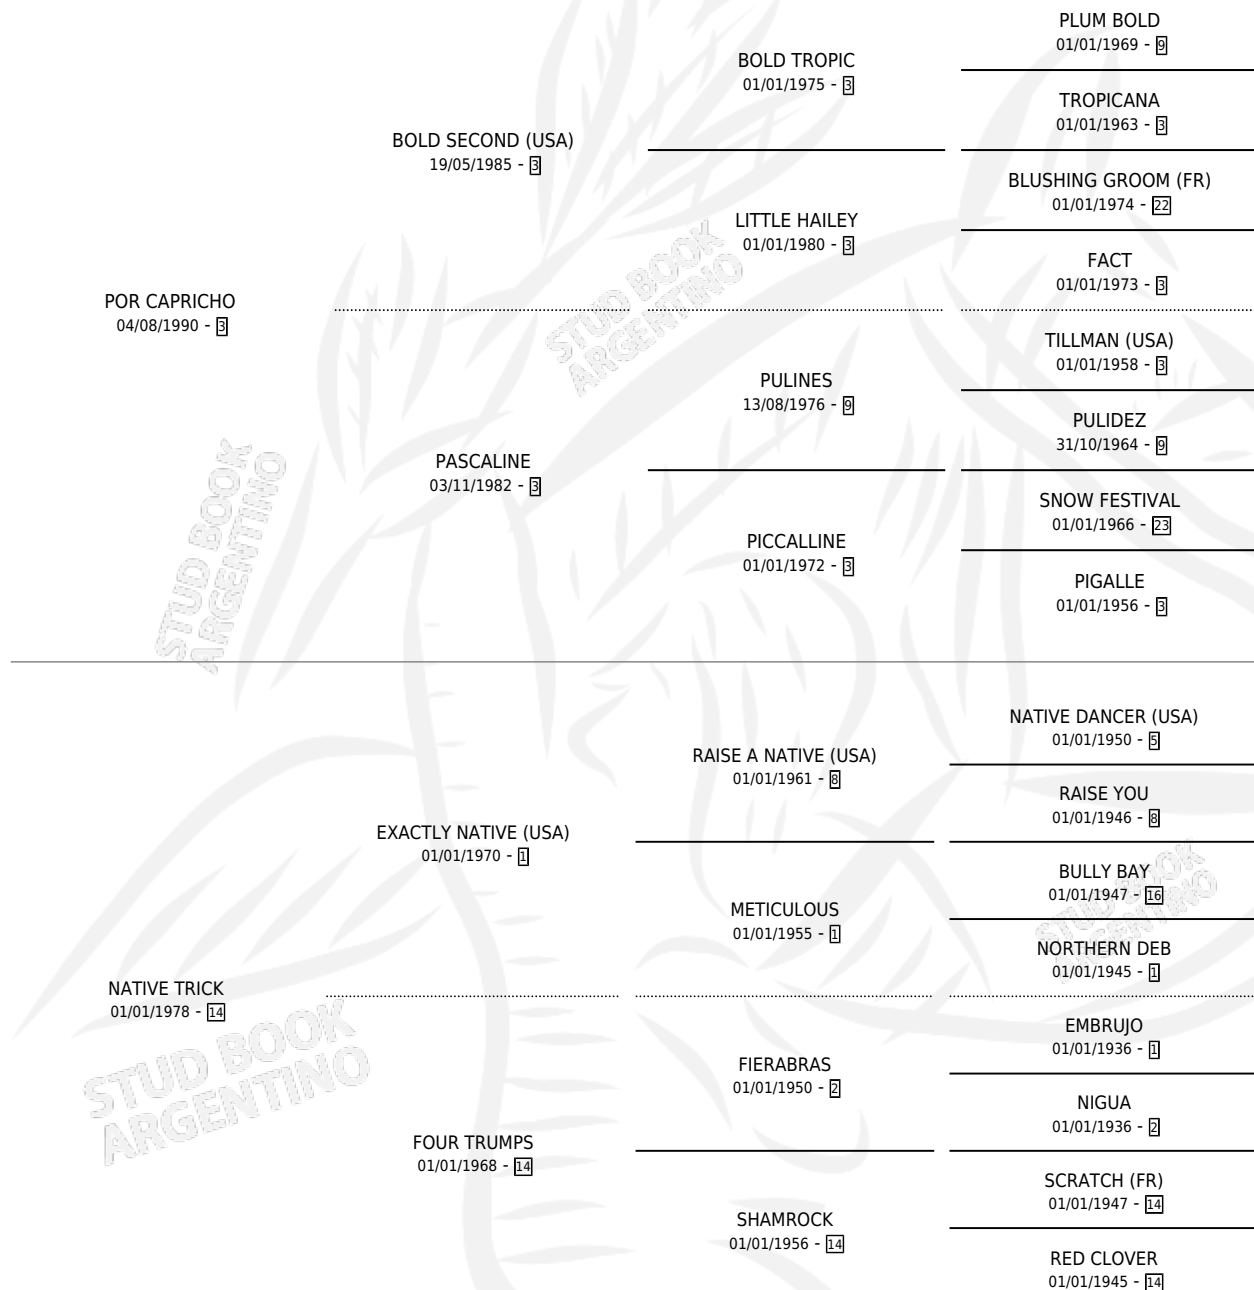 PLUM BOLD
01/01/1969 - 9
BOLD TROPIC
01/01/1975 - 3
TROPICANA
01/01/1963 - 3
BOLD SECOND (USA)
19/05/1985 - 3
BLUSHING GROOM (FR)
01/01/1974 - 22
LITTLE HAILEY
01/01/1980 - 3
FACT
01/01/1973 - 3
POR CAPRICHO
04/08/1990 - 3
STUD BOOK
ARGENTINO
TILLMAN (USA)
01/01/1958 - 3
PULINES
13/08/1976 - 9
PULIDEZ
31/10/1964 - 9
PASCALINE
03/11/1982 - 3
SNOW FESTIVAL
01/01/1966 - 23
PICCALLINE
01/01/1972 - 3
PIGALLE
01/01/1956 - 3
STUD BOOK
ARGENTINO
NATIVE DANCER (USA)
01/01/1950 - 5
RAISE A NATIVE (USA)
01/01/1961 - 8
RAISE YOU
01/01/1946 - 8
EXACTLY NATIVE (USA)
01/01/1970 - 1
BULLY BAY
01/01/1947 - 16
METICULOUS
01/01/1955 - 1
STUD BOOK
ARGENTINO
NORTHERN DEB
01/01/1945 - 1
NATIVE TRICK
01/01/1978 - 14
EMBRUJO
01/01/1936 - 1
FIERABRAS
01/01/1950 - 2
NIGUA
01/01/1936 - 2
STUD BOOK
ARGENTINO
FOUR TRUMPS
01/01/1968 - 14
SCRATCH (FR)
01/01/1947 - 14
SHAMROCK
01/01/1956 - 14
RED CLOVER
01/01/1945 - 14